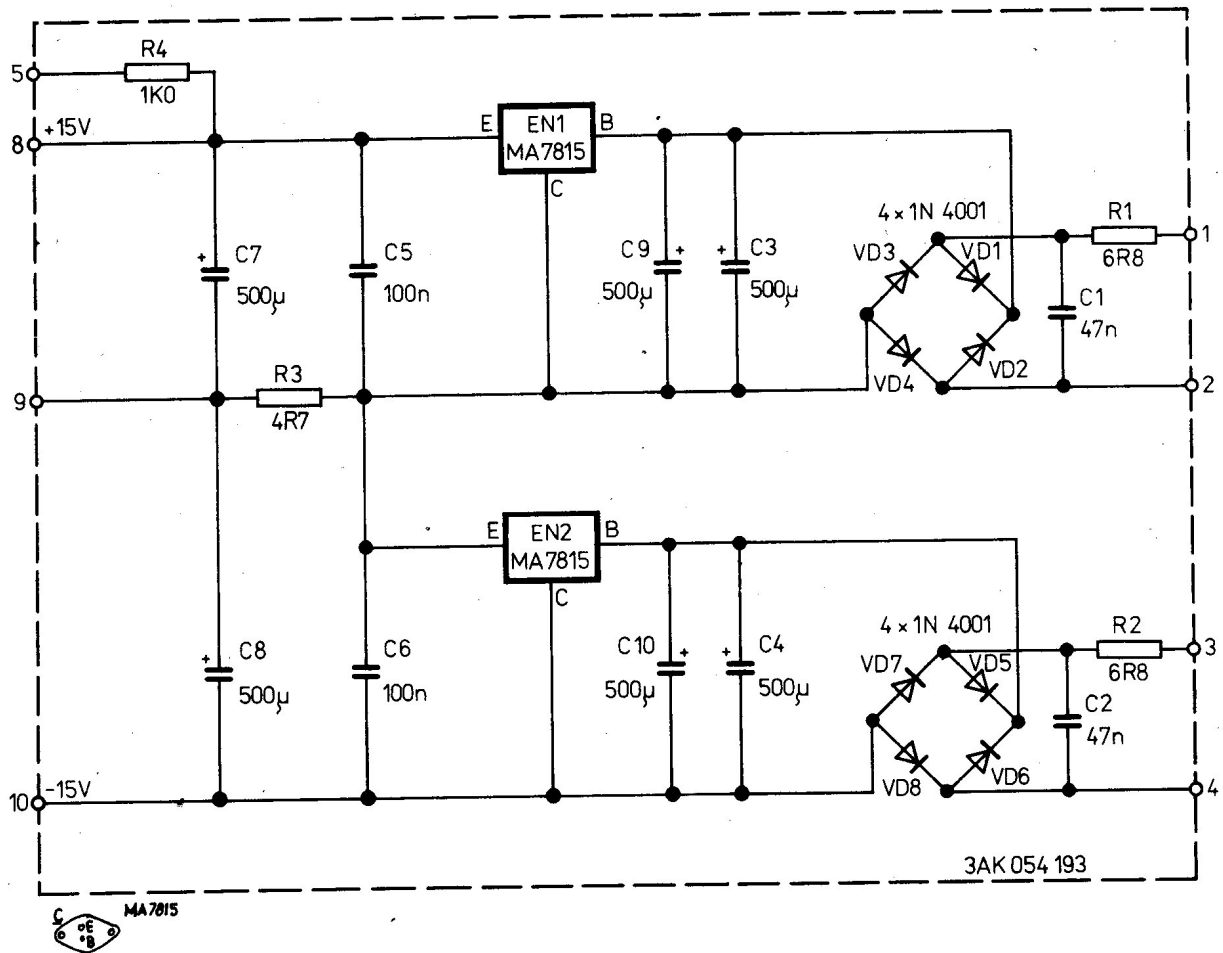 R4
5
1K0
8 +15V
E EN1 B
MA7815
C
4 × 1N 4001
R1
1
6R8
VD3 VD1
C7
500µ
C5
100n
C9
500µ
C3
500µ
C1
47n
VD4 VD2
2
R3
9
4R7
E EN2 B
MA7815
C
4 × 1N 4001
R2
3
6R8
VD7 VD5
C8
500µ
C6
100n
C10
500µ
C4
500µ
C2
47n
VD8 VD6
10 -15V
4
3AK 054 193
MA7815
C
E
B